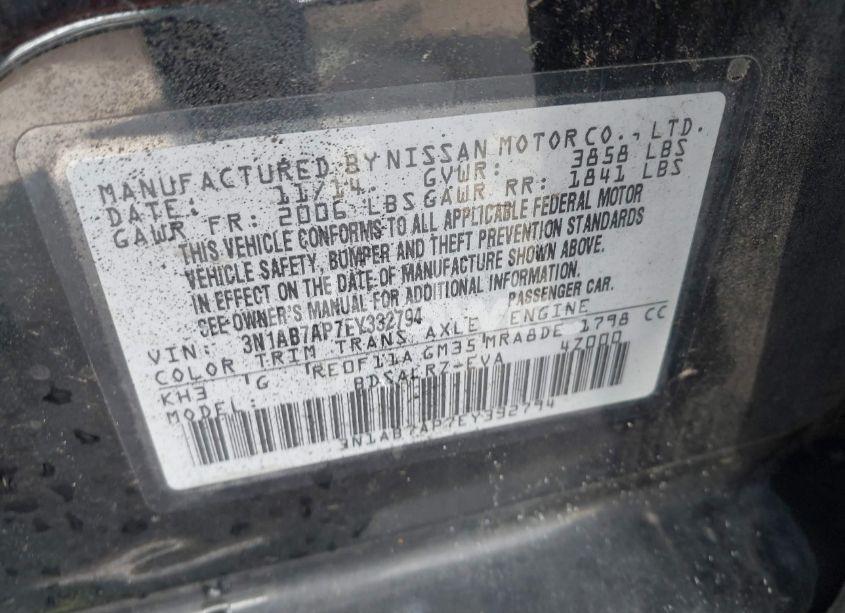 MANUFACTURED BY NISSAN MOTOR CO., LTD.
DATE: 11/14 GVWR: 3858 LBS
GAWR FR: 2006 LBS GAWR RR: 1841 LBS
THIS VEHICLE CONFORMS TO ALL APPLICABLE FEDERAL MOTOR
VEHICLE SAFETY, BUMPER AND THEFT PREVENTION STANDARDS
IN EFFECT ON THE DATE OF MANUFACTURE SHOWN ABOVE.
SEE OWNER'S MANUAL FOR ADDITIONAL INFORMATION.
VIN: 3N1AB7AP7EY332794 PASSENGER CAR.
COLOR TRIM TRANS AXLE ENGINE
KH3 G RE0F11A GM35 MRA8DE 1798 CC
MODEL: BDSALRZ-EVA 47000
3N1AB7AP7EY332794